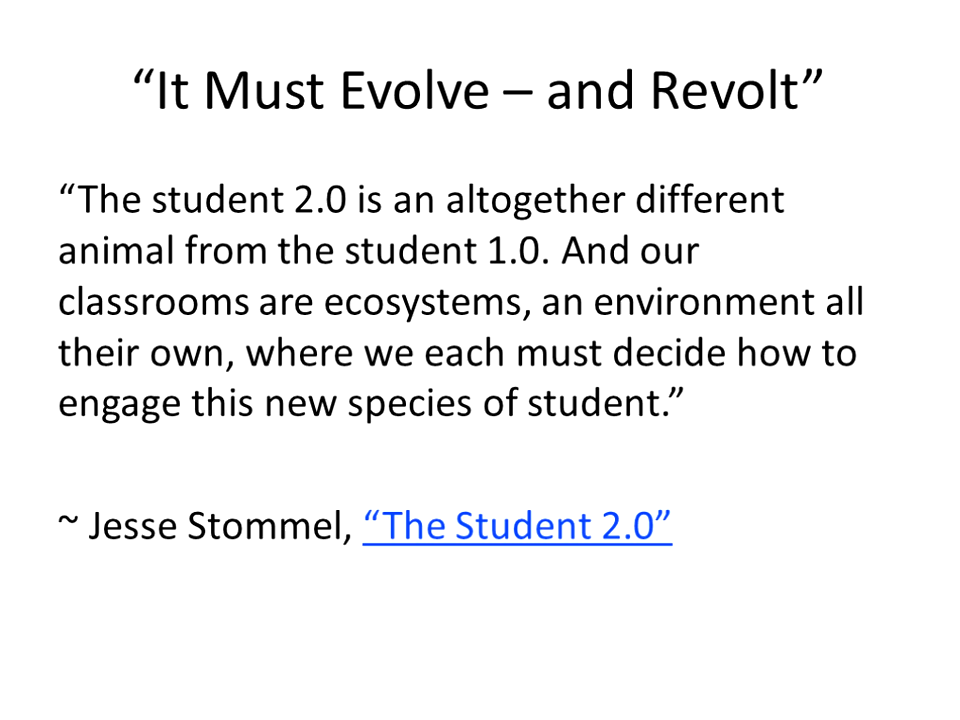 “It Must Evolve – and Revolt”
“The student 2.0 is an altogether different
animal from the student 1.0. And our
classrooms are ecosystems, an environment all
their own, where we each must decide how to
engage this new species of student.”
~ Jesse Stommel, “The Student 2.0”